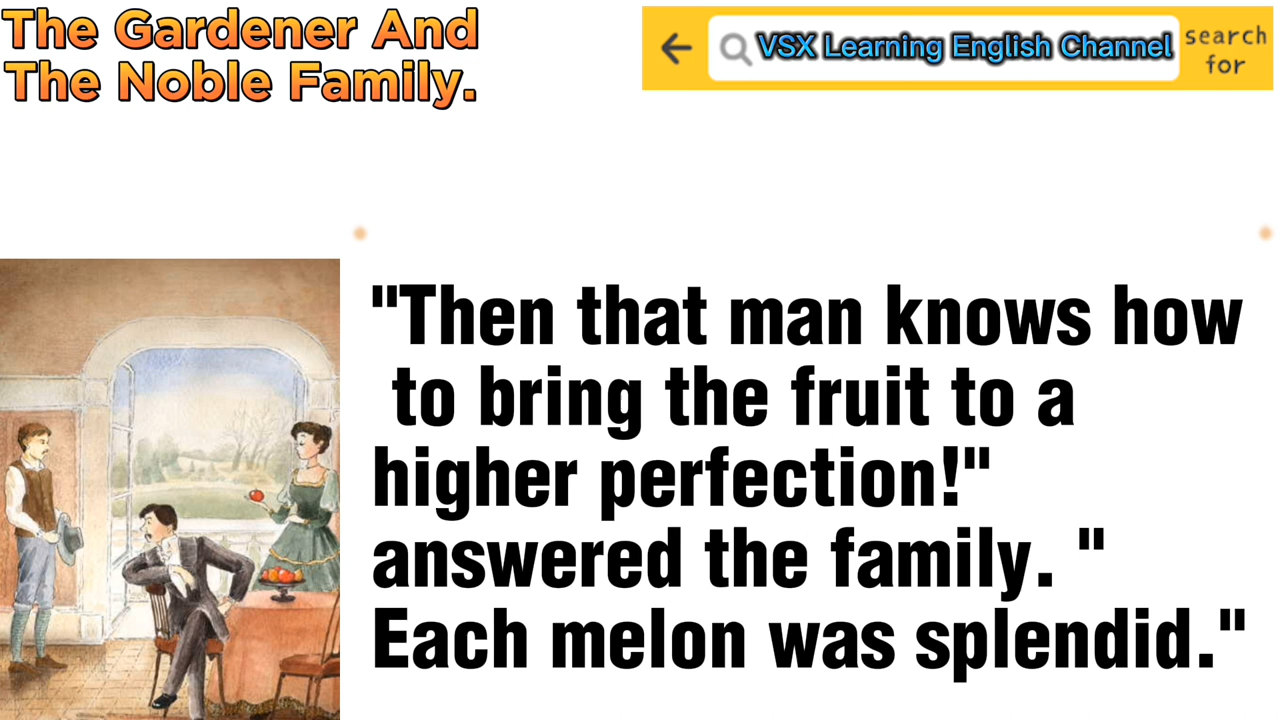 The Gardener And
The Noble Family.
VSX Learning English Channel
search
for
"Then that man knows how
to bring the fruit to a
higher perfection!"
answered the family. "
Each melon was splendid."